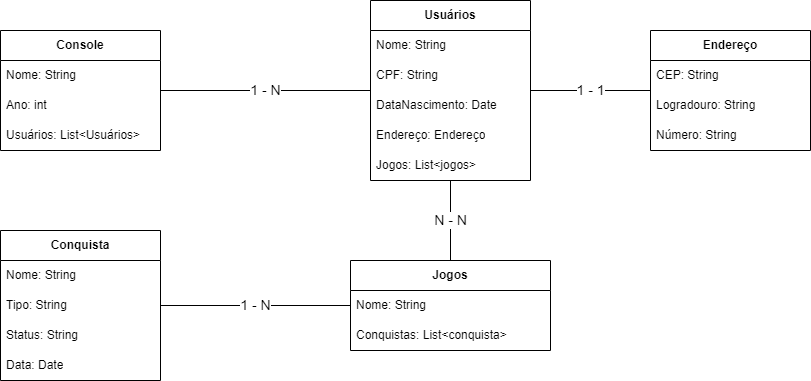 Console
Nome: String
Ano: int
Usuários: List<Usuários>
1 - N
Usuários
Nome: String
CPF: String
DataNascimento: Date
Endereço: Endereço
Jogos: List<jogos>
1 - 1
Endereço
CEP: String
Logradouro: String
Número: String
N - N
Conquista
Nome: String
Tipo: String
Status: String
Data: Date
1 - N
Jogos
Nome: String
Conquistas: List<conquista>